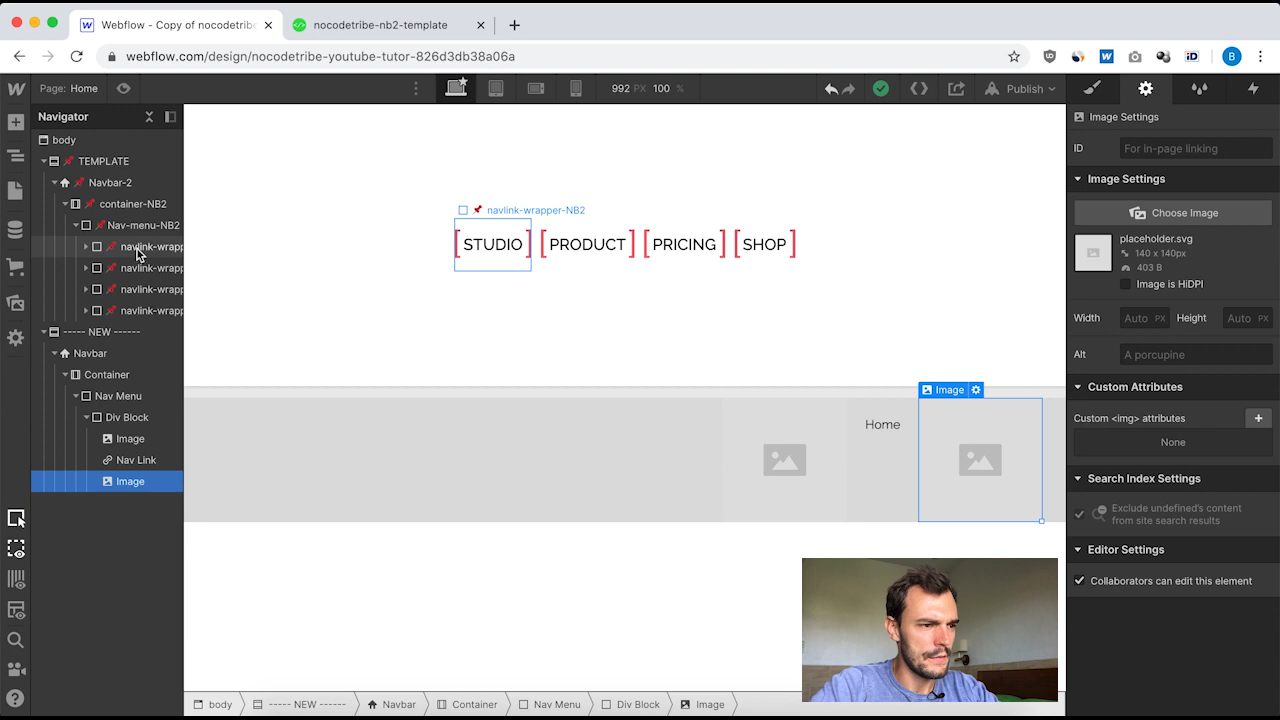 Webflow - Copy of nocodetribe
nocodetribe-nb2-template
webflow.com/design/nocodetribe-youtube-tutor-826d3db38a06a
B
Page: Home
992 PX 100 %
Publish
Navigator
body
TEMPLATE
Navbar-2
container-NB2
Nav-menu-NB2
navlink-wrapp
navlink-wrapp
navlink-wrapp
navlink-wrapp
----- NEW ------
Navbar
Container
Nav Menu
Div Block
Image
Nav Link
Image
navlink-wrapper-NB2
[ STUDIO ] [ PRODUCT ] [ PRICING ] [ SHOP ]
Image
Home
Image Settings
ID For in-page linking
Image Settings
Choose Image
placeholder.svg
140 x 140px
403 B
Image is HiDPI
Width Auto PX Height Auto PX
Alt A porcupine
Custom Attributes
Custom <img> attributes
None
Search Index Settings
Exclude undefined's content
from site search results
Editor Settings
Collaborators can edit this element
body ----- NEW ------ Navbar Container Nav Menu Div Block Image